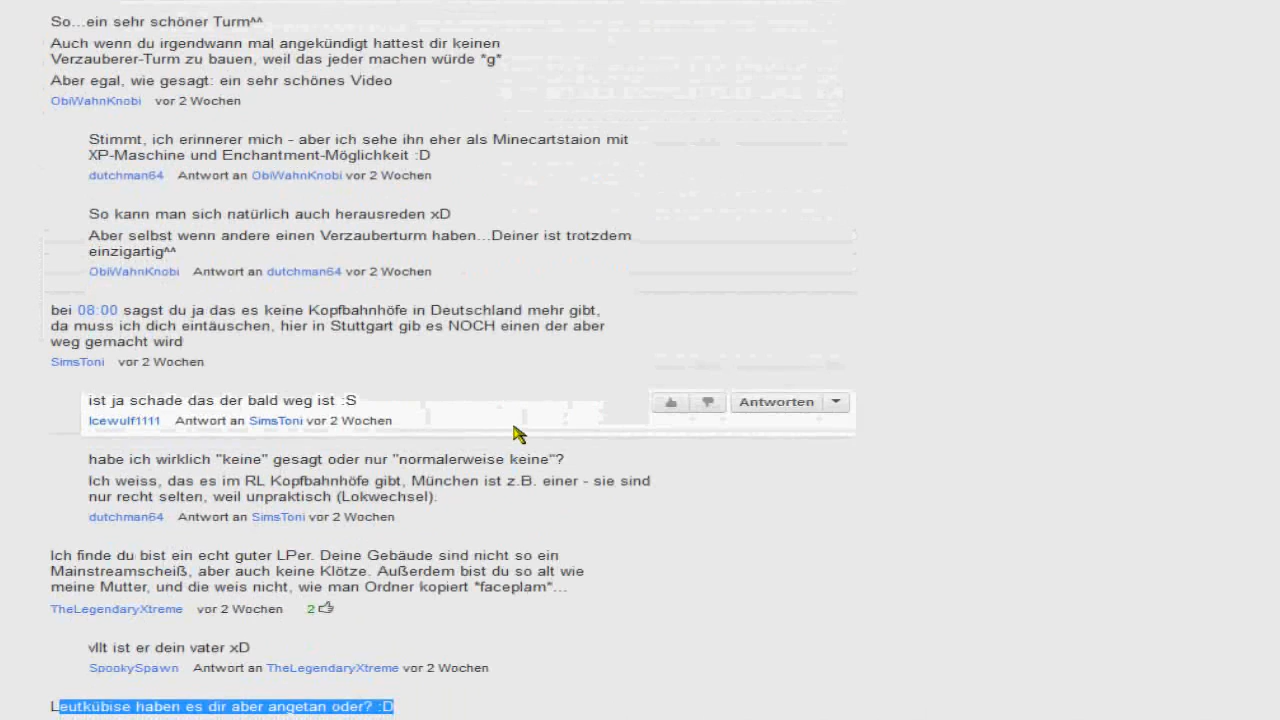 So...ein sehr schöner Turm^^
Auch wenn du irgendwann mal angekündigt hattest dir keinen
Verzauberer-Turm zu bauen, weil das jeder machen würde *g*
Aber egal, wie gesagt: ein sehr schönes Video
ObiWahnKnobi vor 2 Wochen
Stimmt, ich erinnerer mich - aber ich sehe ihn eher als Minecartstaion mit
XP-Maschine und Enchantment-Möglichkeit :D
dutchman64 Antwort an ObiWahnKnobi vor 2 Wochen
So kann man sich natürlich auch herausreden xD
Aber selbst wenn andere einen Verzauberturm haben...Deiner ist trotzdem
einzigartig^^
ObiWahnKnobi Antwort an dutchman64 vor 2 Wochen
bei 08:00 sagst du ja das es keine Kopfbahnhöfe in Deutschland mehr gibt,
da muss ich dich eintäuschen, hier in Stuttgart gib es NOCH einen der aber
weg gemacht wird
SimsToni vor 2 Wochen
ist ja schade das der bald weg ist :S
Icewulf1111 Antwort an SimsToni vor 2 Wochen
Antworten
habe ich wirklich "keine" gesagt oder nur "normalerweise keine"?
Ich weiss, das es im RL Kopfbahnhöfe gibt, München ist z.B. einer - sie sind
nur recht selten, weil unpraktisch (Lokwechsel).
dutchman64 Antwort an SimsToni vor 2 Wochen
Ich finde du bist ein echt guter LPer. Deine Gebäude sind nicht so ein
Mainstreamscheiß, aber auch keine Klötze. Außerdem bist du so alt wie
meine Mutter, und die weis nicht, wie man Ordner kopiert *faceplam*...
TheLegendaryXtreme vor 2 Wochen 2
vllt ist er dein vater xD
SpookySpawn Antwort an TheLegendaryXtreme vor 2 Wochen
Leutkübise haben es dir aber angetan oder? :D